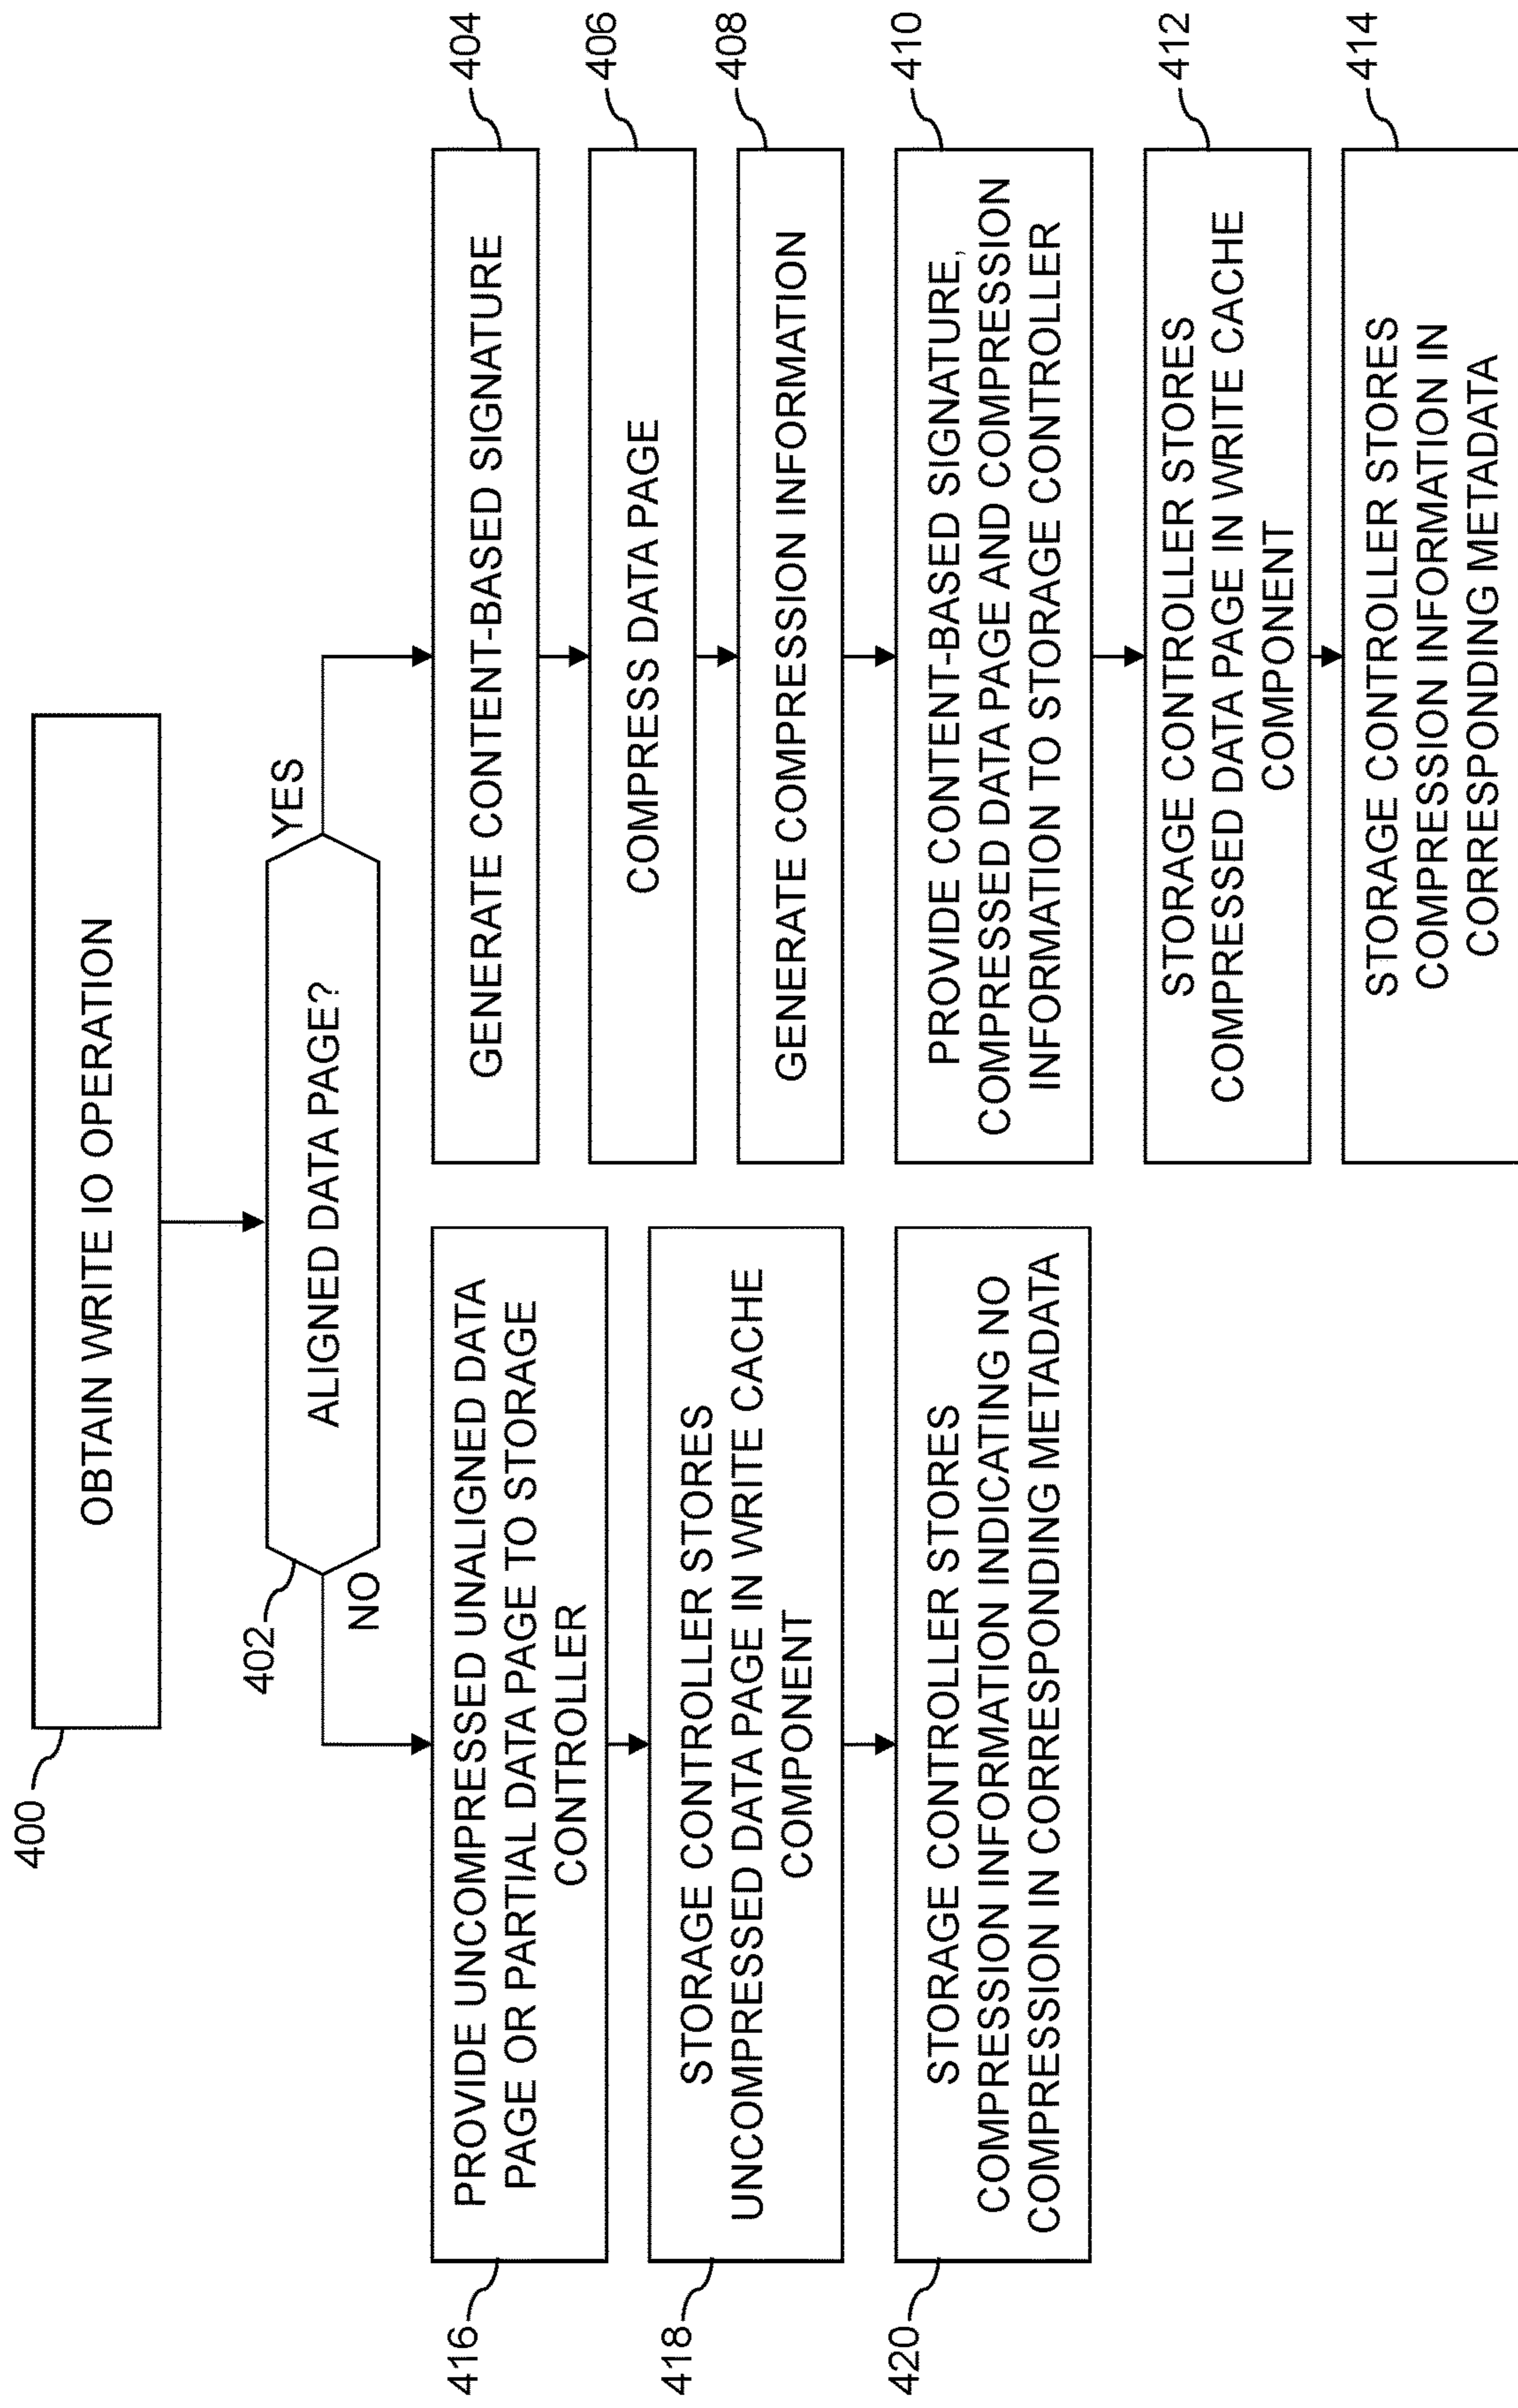 400
OBTAIN WRITE IO OPERATION
402
ALIGNED DATA PAGE?
NO
YES
416
PROVIDE UNCOMPRESSED UNALIGNED DATA
PAGE OR PARTIAL DATA PAGE TO STORAGE
CONTROLLER
418
STORAGE CONTROLLER STORES
UNCOMPRESSED DATA PAGE IN WRITE CACHE
COMPONENT
420
STORAGE CONTROLLER STORES
COMPRESSION INFORMATION INDICATING NO
COMPRESSION IN CORRESPONDING METADATA
GENERATE CONTENT-BASED SIGNATURE
404
COMPRESS DATA PAGE
406
GENERATE COMPRESSION INFORMATION
408
PROVIDE CONTENT-BASED SIGNATURE,
COMPRESSED DATA PAGE AND COMPRESSION
INFORMATION TO STORAGE CONTROLLER
410
STORAGE CONTROLLER STORES
COMPRESSED DATA PAGE IN WRITE CACHE
COMPONENT
412
STORAGE CONTROLLER STORES
COMPRESSION INFORMATION IN
CORRESPONDING METADATA
414